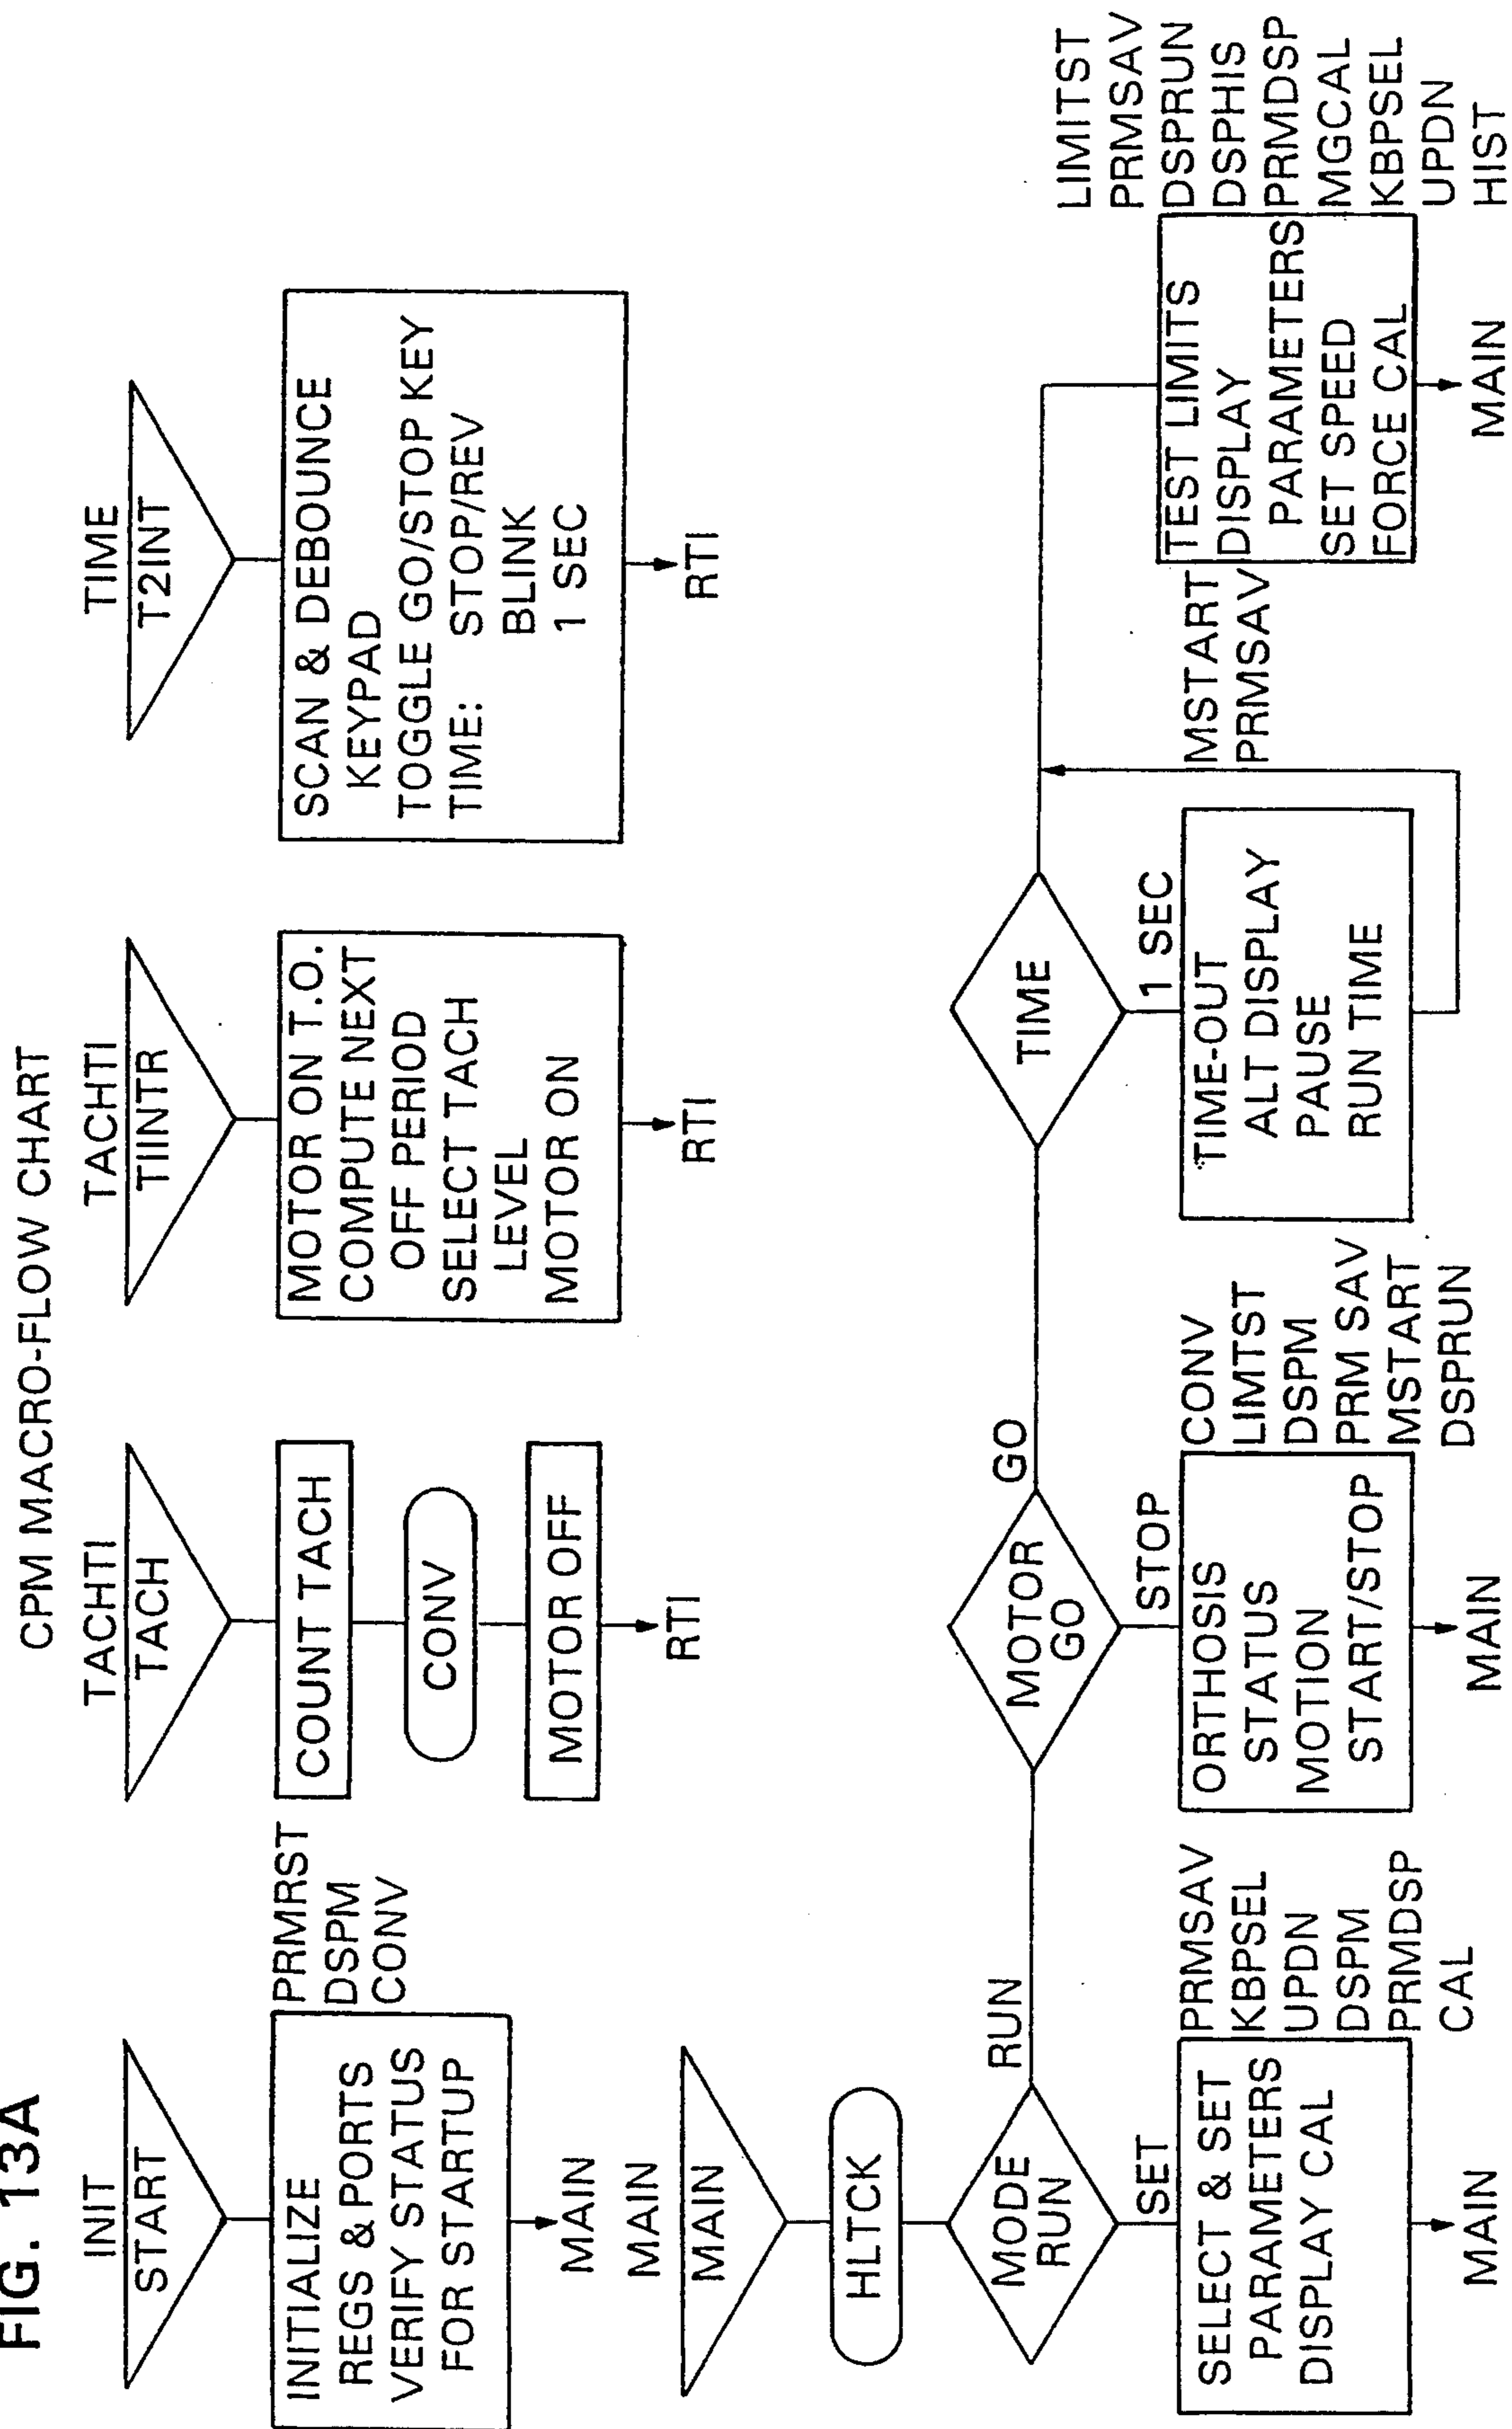 FIG. 13A
CPM MACRO-FLOW CHART
INIT
START
INITIALIZE
REGS & PORTS
VERIFY STATUS
FOR STARTUP
PRMRST
DSPM
CONV
MAIN
TACHTI
TACH
COUNT TACH
CONV
MOTOR OFF
RTI
TACHTI
TIINTR
MOTOR ON T.O.
COMPUTE NEXT
OFF PERIOD
SELECT TACH
LEVEL
MOTOR ON
RTI
TIME
T2INT
SCAN & DEBOUNCE
KEYPAD
TOGGLE GO/STOP KEY
TIME: STOP/REV
BLINK
1 SEC
RTI
MAIN
MAIN
HLTCK
MODE
RUN
RUN
SET
SELECT & SET
PARAMETERS
DISPLAY CAL
PRMSAV
KBPSEL
UPDN
DSPM
PRMDSP
CAL
MAIN
MOTOR
GO
GO
STOP
ORTHOSIS
STATUS
MOTION
START/STOP
CONV
LIMTST
DSPM
PRM SAV
MSTART
DSPRUN
MAIN
TIME
1 SEC
TIME-OUT
ALT DISPLAY
PAUSE
RUN TIME
MSTART
PRMSAV
TEST LIMITS
DISPLAY
PARAMETERS
SET SPEED
FORCE CAL
LIMITST
PRMSAV
DSPRUN
DSPHIS
PRMDSP
MGCAL
KBPSEL
UPDN
HIST
MAIN